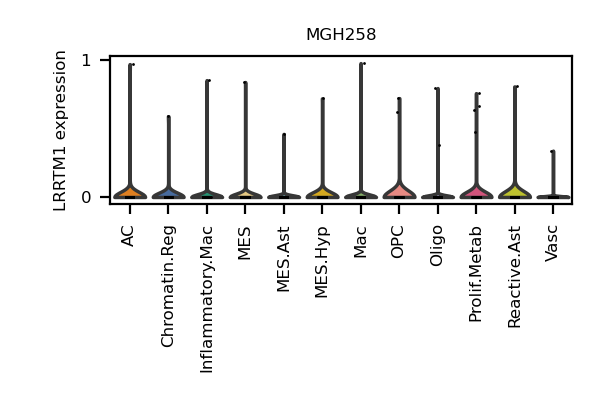 MGH258
LRRTM1 expression
1
0
AC
Chromatin.Reg
Inflammatory.Mac
MES
MES.Ast
MES.Hyp
Mac
OPC
Oligo
Prolif.Metab
Reactive.Ast
Vasc